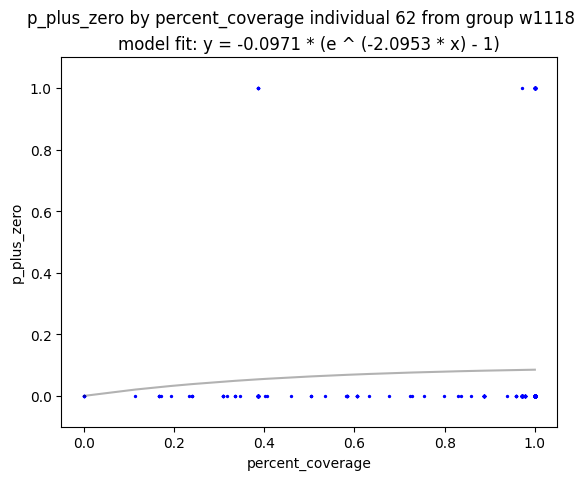 p_plus_zero by percent_coverage individual 62 from group w1118
model fit: y = -0.0971 * (e ^ (-2.0953 * x) - 1)
1.0
0.8
0.6
0.4
0.2
0.0
p_plus_zero
0.0 0.2 0.4 0.6 0.8 1.0
percent_coverage